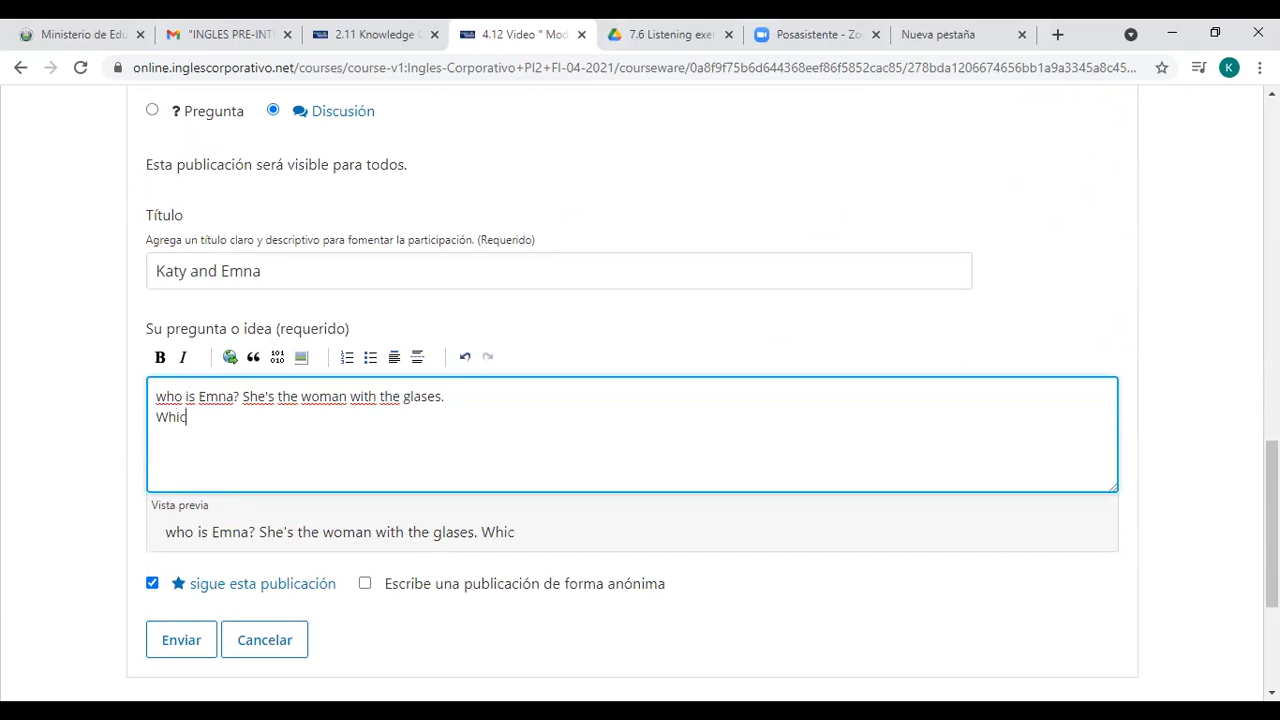 Ministerio de Edu
"INGLES PRE-INT
2.11 Knowledge C
4.12 Video " Mod
7.6 Listening exer
Posasistente - Zoo
Nueva pestaña
online.inglescorporativo.net/courses/course-v1:Ingles-Corporativo+PI2+FI-04-2021/courseware/0a8f9f75b6d644368eef86f5852cac85/278bda1206674656bb1a9a3345a8c45...
K
? Pregunta
Discusión
Esta publicación será visible para todos.
Título
Agrega un título claro y descriptivo para fomentar la participación. (Requerido)
Katy and Emna
Su pregunta o idea (requerido)
B I 101 010
who is Emna? She's the woman with the glases.
Whic
Vista previa
who is Emna? She's the woman with the glases. Whic
sigue esta publicación
Escribe una publicación de forma anónima
Enviar
Cancelar